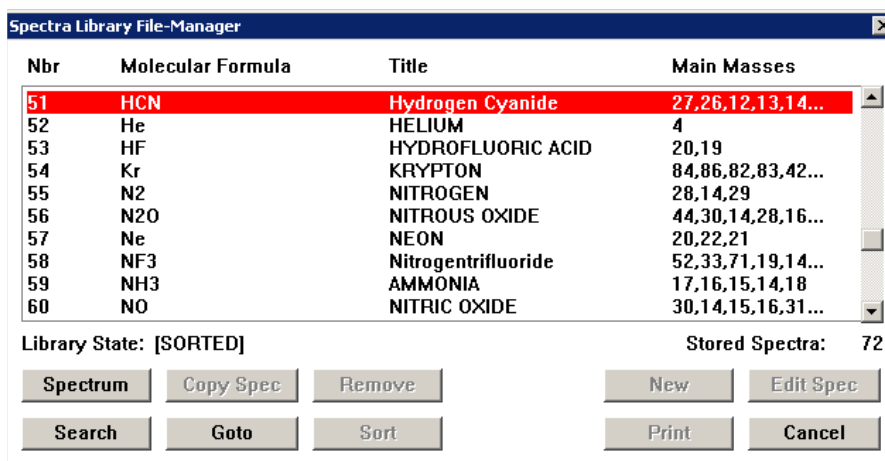 Spectra Library File-Manager
Nbr Molecular Formula Title Main Masses
51 HCN Hydrogen Cyanide 27,26,12,13,14...
52 He HELIUM 4
53 HF HYDROFLUORIC ACID 20,19
54 Kr KRYPTON 84,86,82,83,42...
55 N2 NITROGEN 28,14,29
56 N2O NITROUS OXIDE 44,30,14,28,16...
57 Ne NEON 20,22,21
58 NF3 Nitrogentrifluoride 52,33,71,19,14...
59 NH3 AMMONIA 17,16,15,14,18
60 NO NITRIC OXIDE 30,14,15,16,31...
Library State: [SORTED] Stored Spectra: 72
Spectrum Copy Spec Remove New Edit Spec
Search Goto Sort Print Cancel